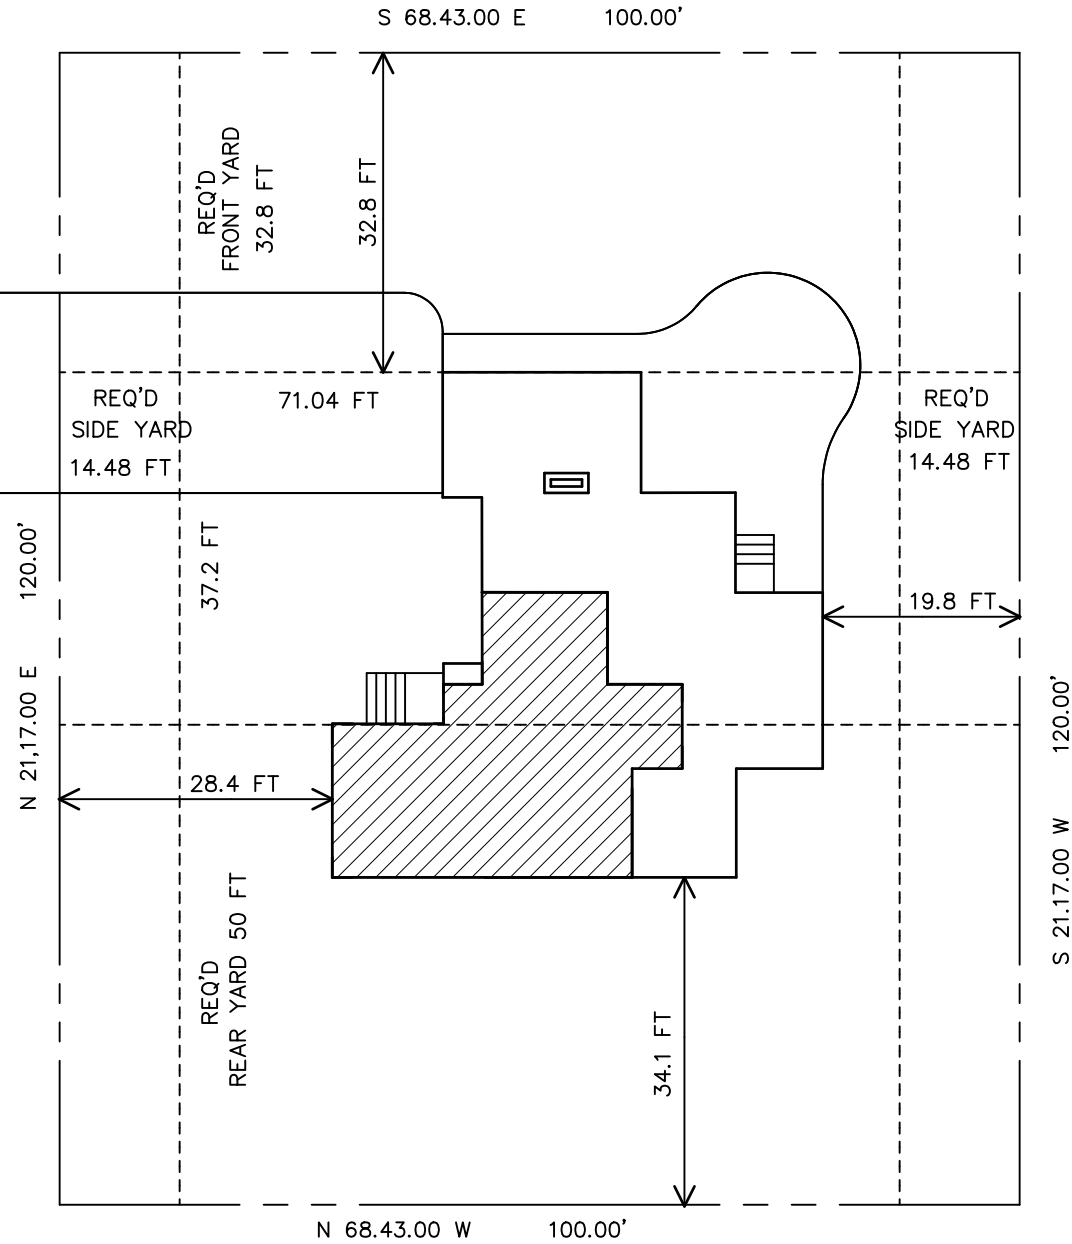 S 68.43.00 E 100.00'
REQ'D
FRONT YARD
32.8 FT
32.8 FT
REQ'D
SIDE YARD
14.48 FT
71.04 FT
REQ'D
SIDE YARD
14.48 FT
N 21,17.00 E 120.00'
37.2 FT
19.8 FT
28.4 FT
S 21.17.00 W 120.00'
REQ'D
REAR YARD 50 FT
34.1 FT
N 68.43.00 W 100.00'